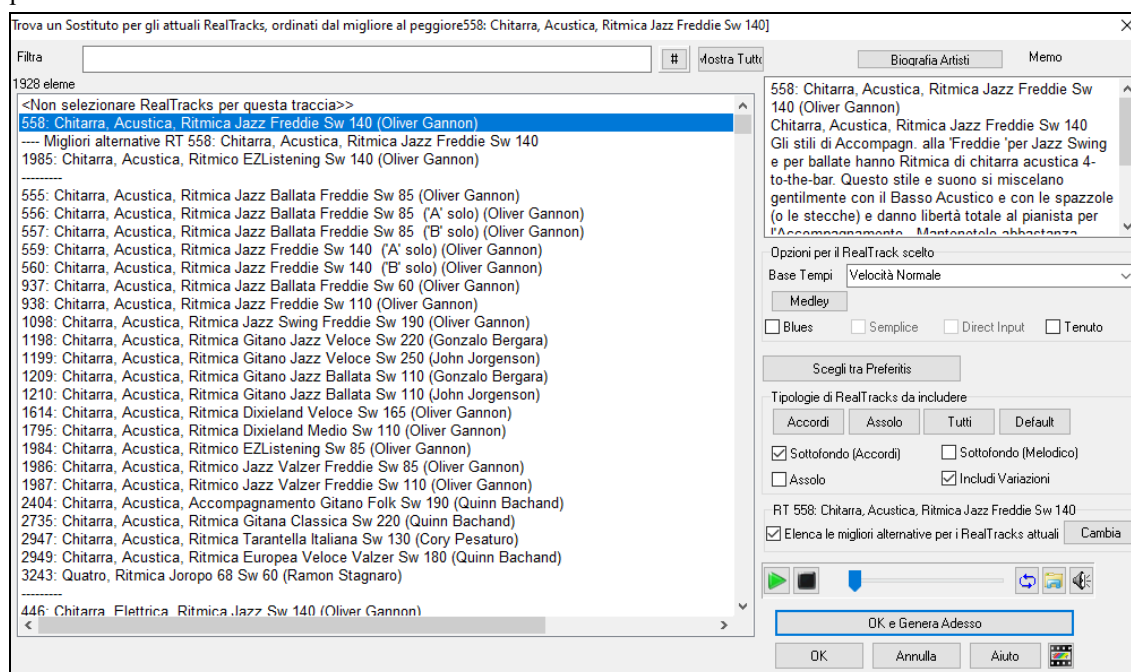 Trova un Sostituto per gli attuali RealTracks, ordinati dal migliore al peggiore558: Chitarra, Acustica, Ritmica Jazz Freddie Sw 140]
Filtra
#
Mostra Tutto
Biografia Artisti
Memo
1928 eleme
<Non selezionare RealTracks per questa traccia>>
558: Chitarra, Acustica, Ritmica Jazz Freddie Sw 140 (Oliver Gannon)
---- Migliori alternative RT 558: Chitarra, Acustica, Ritmica Jazz Freddie Sw 140
1985: Chitarra, Acustica, Ritmico EZListening Sw 140 (Oliver Gannon)
---------
555: Chitarra, Acustica, Ritmica Jazz Ballata Freddie Sw 85 (Oliver Gannon)
556: Chitarra, Acustica, Ritmica Jazz Ballata Freddie Sw 85 ('A' solo) (Oliver Gannon)
557: Chitarra, Acustica, Ritmica Jazz Ballata Freddie Sw 85 ('B' solo) (Oliver Gannon)
559: Chitarra, Acustica, Ritmica Jazz Freddie Sw 140 ('A' solo) (Oliver Gannon)
560: Chitarra, Acustica, Ritmica Jazz Freddie Sw 140 ('B' solo) (Oliver Gannon)
937: Chitarra, Acustica, Ritmica Jazz Ballata Freddie Sw 60 (Oliver Gannon)
938: Chitarra, Acustica, Ritmica Jazz Freddie Sw 110 (Oliver Gannon)
1098: Chitarra, Acustica, Ritmica Jazz Swing Freddie Sw 190 (Oliver Gannon)
1198: Chitarra, Acustica, Ritmica Gitano Jazz Veloce Sw 220 (Gonzalo Bergara)
1199: Chitarra, Acustica, Ritmica Gitano Jazz Veloce Sw 250 (John Jorgenson)
1209: Chitarra, Acustica, Ritmica Gitano Jazz Ballata Sw 110 (Gonzalo Bergara)
1210: Chitarra, Acustica, Ritmica Gitano Jazz Ballata Sw 110 (John Jorgenson)
1614: Chitarra, Acustica, Ritmica Dixieland Veloce Sw 165 (Oliver Gannon)
1795: Chitarra, Acustica, Ritmica Dixieland Medio Sw 110 (Oliver Gannon)
1984: Chitarra, Acustica, Ritmico EZListening Sw 85 (Oliver Gannon)
1986: Chitarra, Acustica, Ritmico Jazz Valzer Freddie Sw 85 (Oliver Gannon)
1987: Chitarra, Acustica, Ritmico Jazz Valzer Freddie Sw 110 (Oliver Gannon)
2404: Chitarra, Acustica, Accompagnamento Gitano Folk Sw 190 (Quinn Bachand)
2735: Chitarra, Acustica, Ritmica Gitana Classica Sw 220 (Quinn Bachand)
2947: Chitarra, Acustica, Ritmica Tarantella Italiana Sw 130 (Cory Pesaturo)
2949: Chitarra, Acustica, Ritmica Europea Veloce Valzer Sw 180 (Quinn Bachand)
3243: Quatro, Ritmica Joropo 68 Sw 60 (Ramon Stagnaro)
---------
446: Chitarra, Elettrica, Ritmica Jazz Sw 140 (Oliver Gannon)
558: Chitarra, Acustica, Ritmica Jazz Freddie Sw
140 (Oliver Gannon)
Chitarra, Acustica, Ritmica Jazz Freddie Sw 140
Gli stili di Accompagn. alla 'Freddie 'per Jazz Swing
e per ballate hanno Ritmica di chitarra acustica 4-
to-the-bar. Questo stile e suono si miscelano
gentilmente con il Basso Acustico e con le spazzole
(o le stecche) e danno libertà totale al pianista per
l'Accompagnamento. Mantenetelo abbastanza
Opzioni per il RealTrack scelto
Base Tempi
Velocità Normale
Medley
Blues
Semplice
Direct Input
Tenuto
Scegli tra Preferitis
Tipologie di RealTracks da includere
Accordi
Assolo
Tutti
Default
Sottofondo (Accordi)
Sottofondo (Melodico)
Assolo
Includi Variazioni
RT 558: Chitarra, Acustica, Ritmica Jazz Freddie Sw 140
Elenca le migliori alternative per i RealTracks attuali
Cambia
OK e Genera Adesso
OK
Annulla
Aiuto